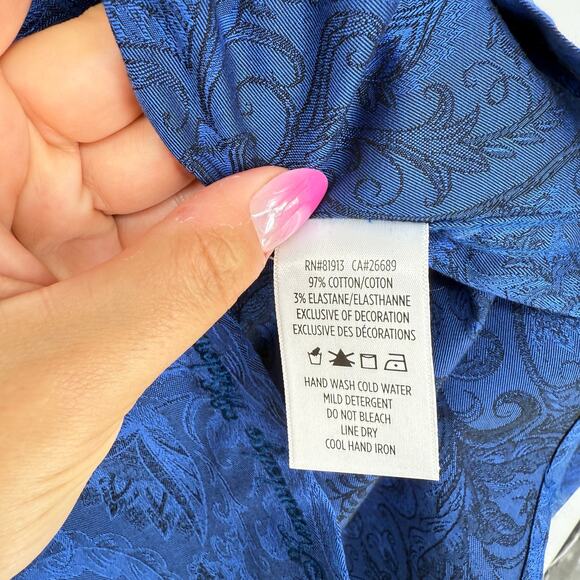 RN#81913 CA#26689
97% COTTON/COTON
3% ELASTANE/ELASTHANNE
EXCLUSIVE OF DECORATION
EXCLUSIVE DES DÉCORATIONS
HAND WASH COLD WATER
MILD DETERGENT
DO NOT BLEACH
LINE DRY
COOL HAND IRON